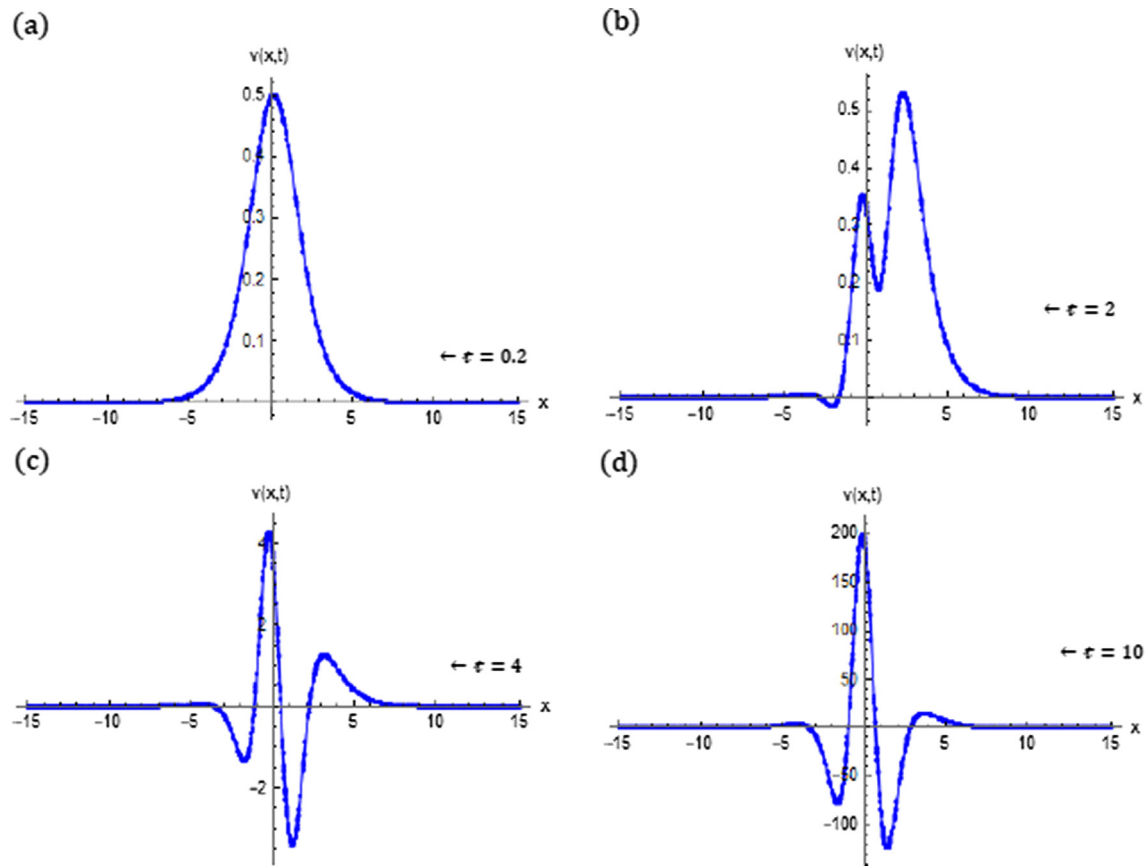 (a)
v(x,t)
0.5
0.4
0.3
0.2
0.1
← τ = 0.2
−15 −10 −5 0 5 10 15 x
(b)
v(x,t)
0.5
0.4
0.3
0.2
0.1
← τ = 2
−15 −10 −5 0 5 10 15 x
(c)
v(x,t)
4
2
← τ = 4
−15 −10 −5 5 10 15 x
−2
(d)
v(x,t)
200
150
100
50
← τ = 10
−15 −10 −5 5 10 15 x
−50
−100